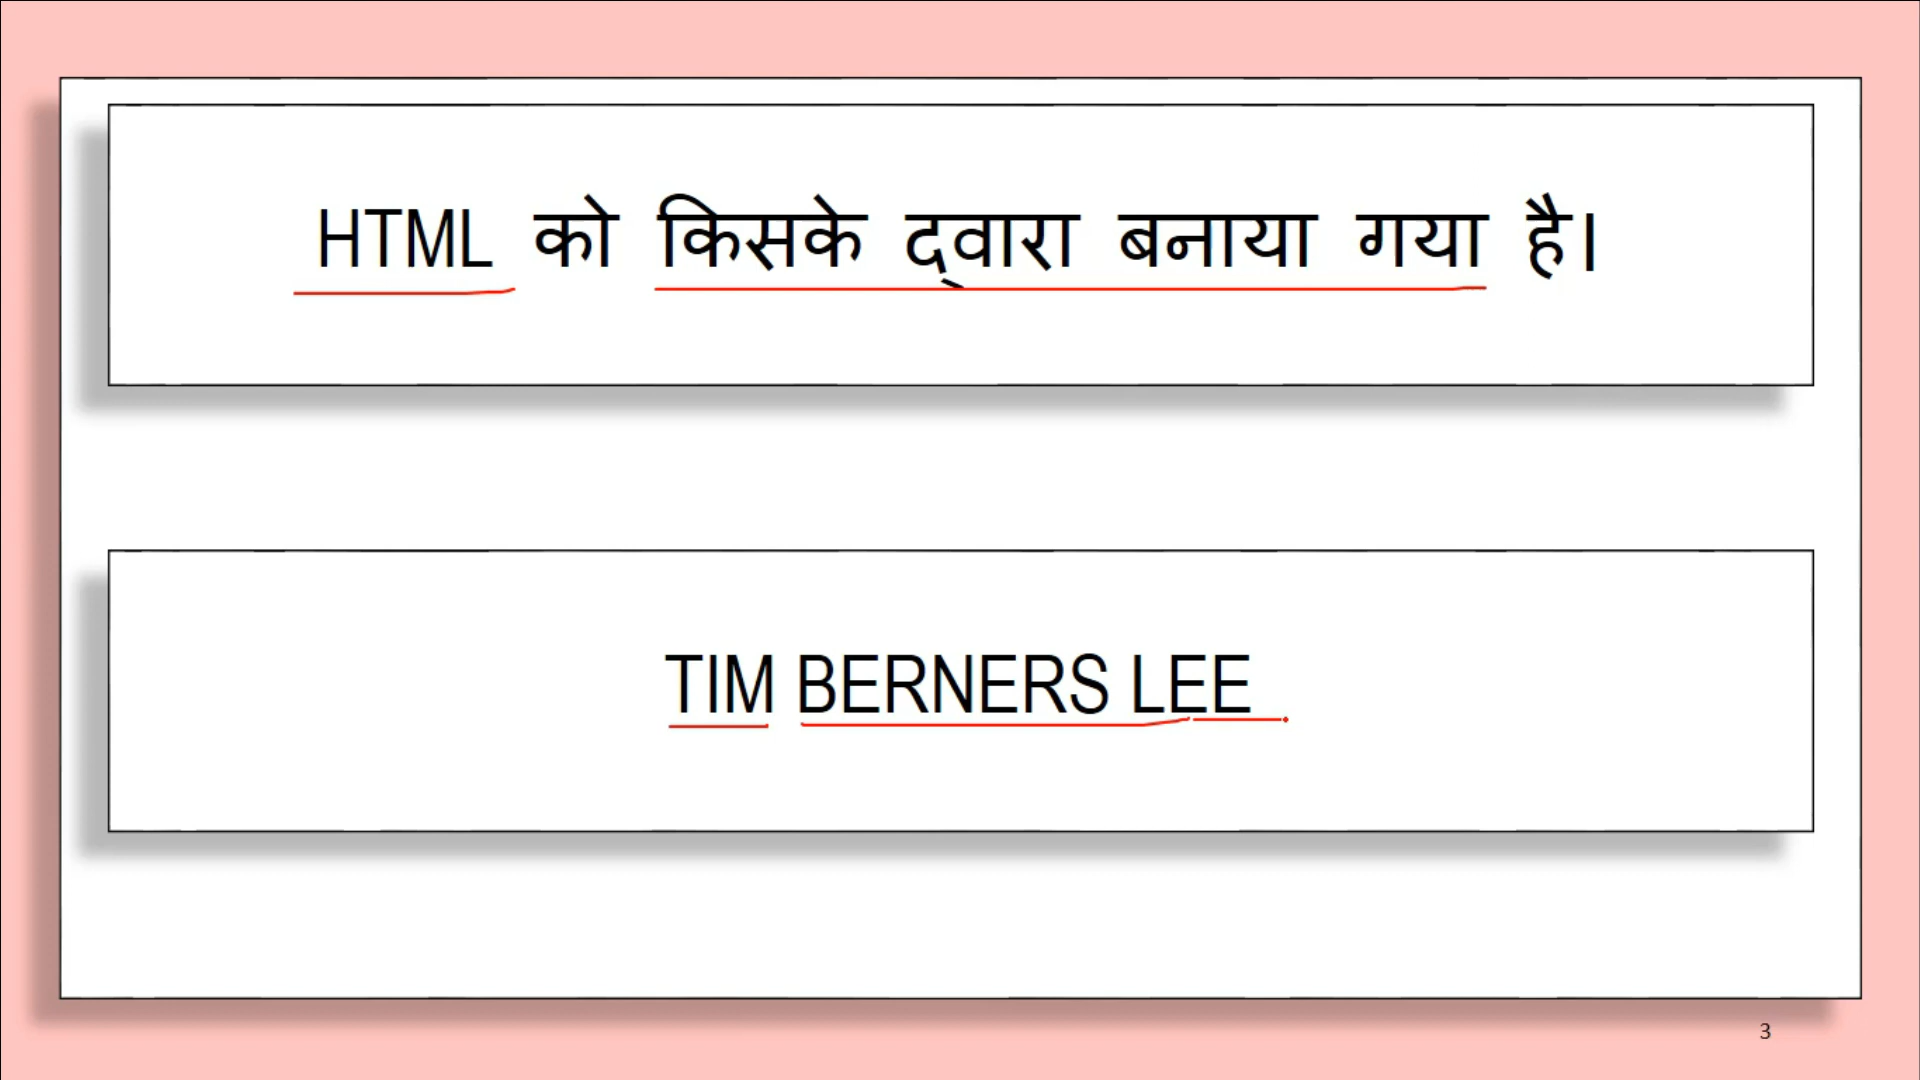 HTML को किसके द्वारा बनाया गया है।
TIM BERNERS LEE
3